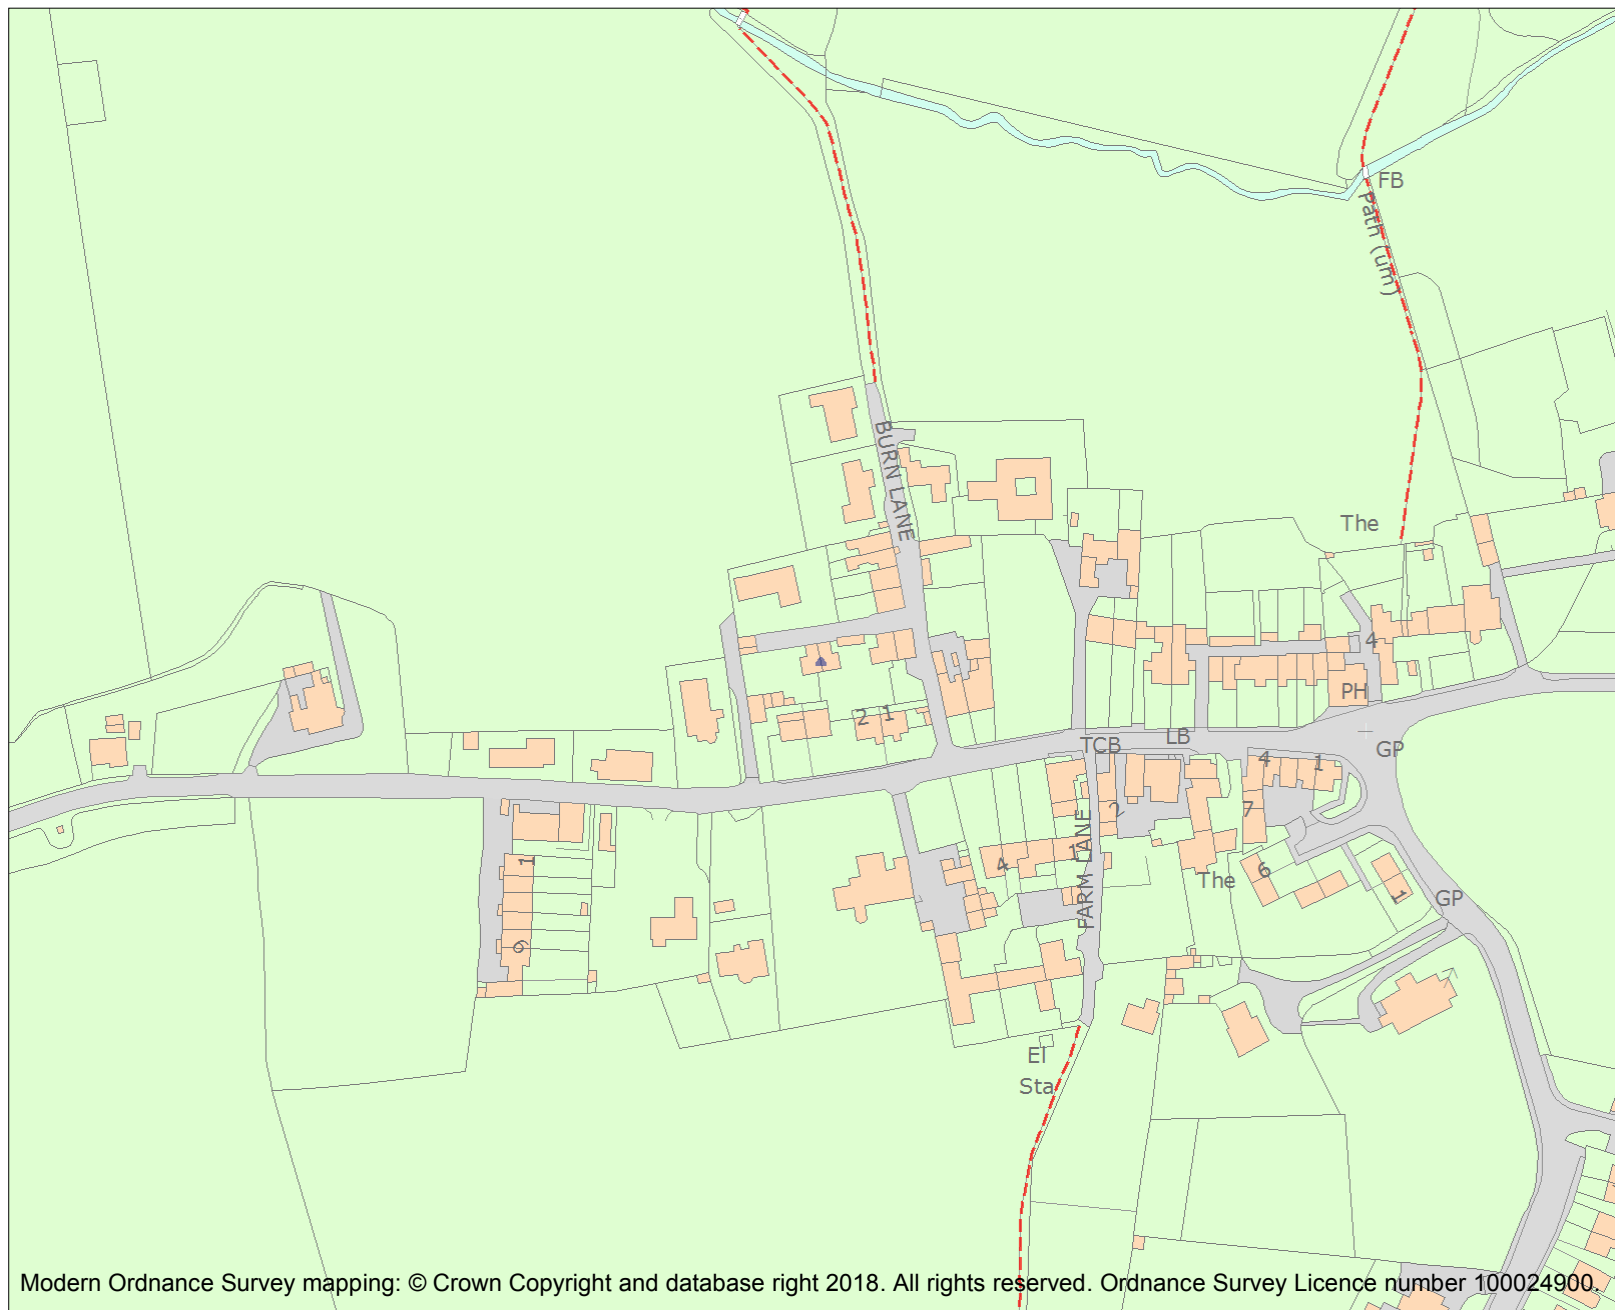 FB
Path (um)
BURN LANE
The
4
PH
2 1
TCB
LB
GP
4 1
2
7
1
4
1
FARM LANE
The
6
1
GP
6
El
Sta
Modern Ordnance Survey mapping: © Crown Copyright and database right 2018. All rights reserved. Ordnance Survey Licence number 100024900.